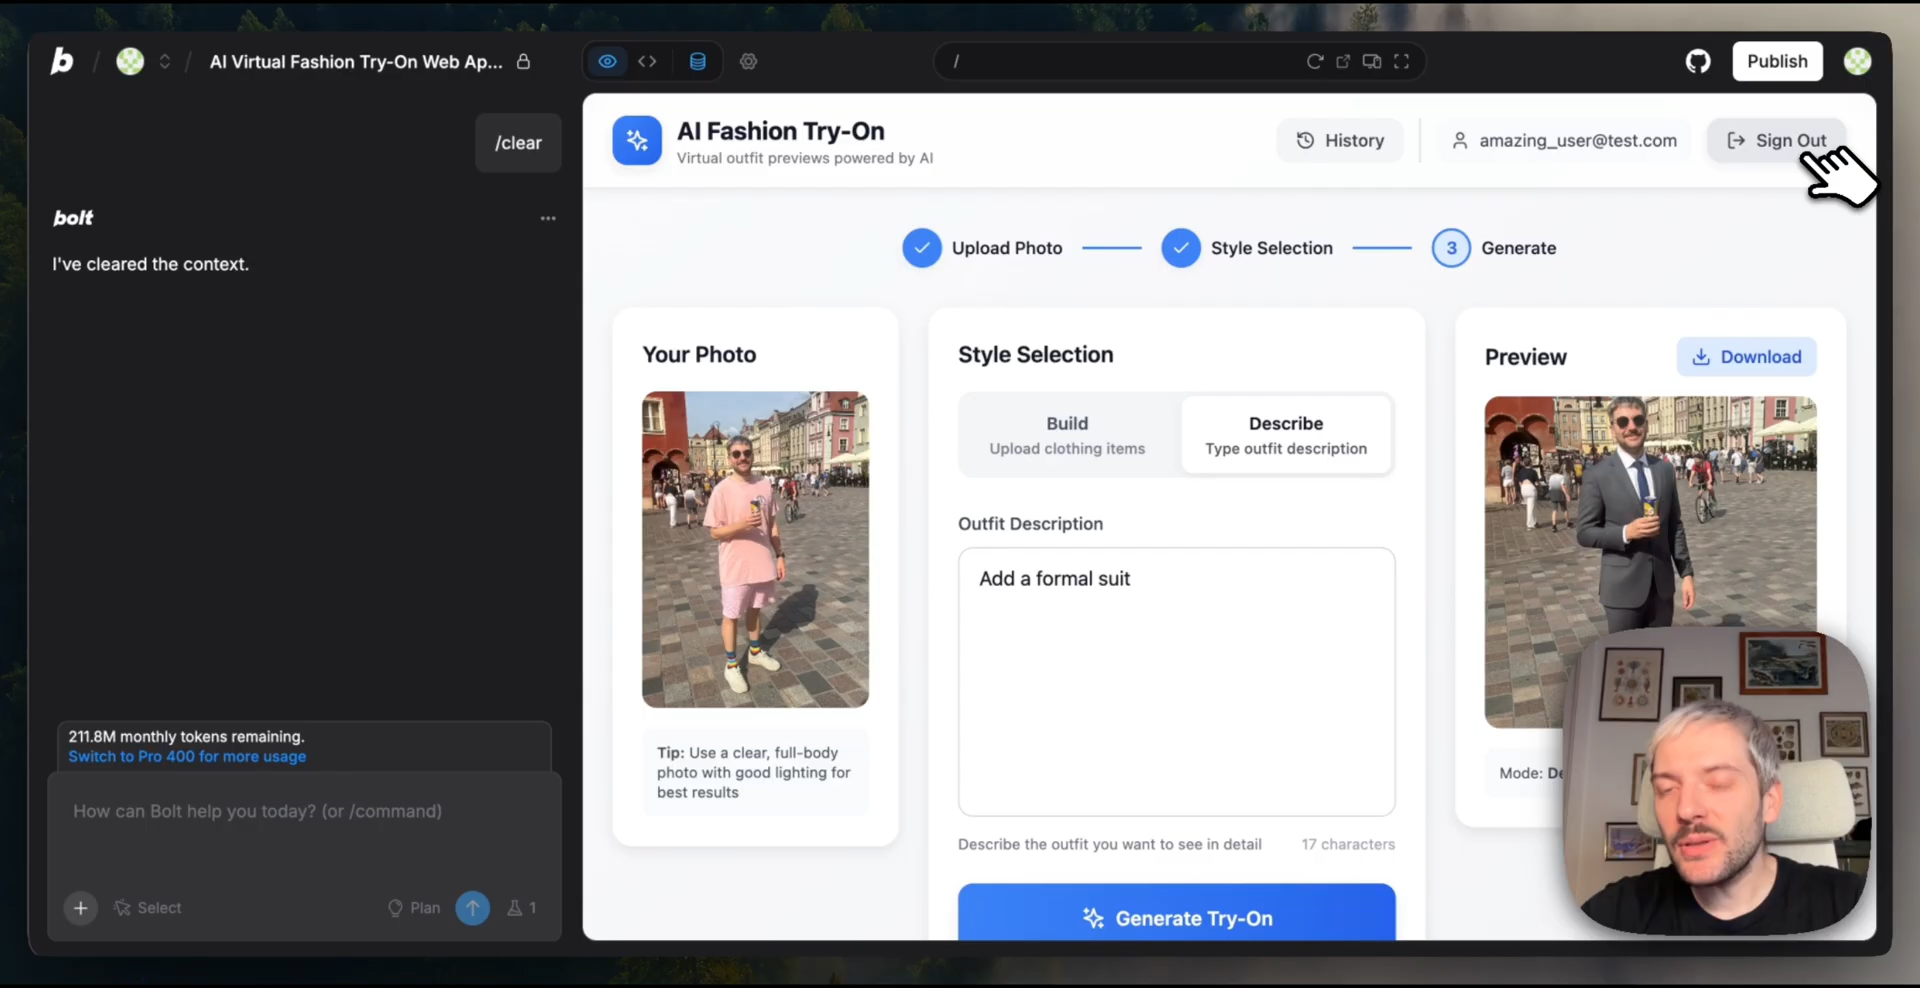 b
AI Virtual Fashion Try-On Web Ap...
/
Publish
/clear
bolt
I've cleared the context.
211.8M monthly tokens remaining.
Switch to Pro 400 for more usage
How can Bolt help you today? (or /command)
Select
Plan
1
AI Fashion Try-On
Virtual outfit previews powered by AI
History
amazing_user@test.com
Sign Out
Upload Photo
Style Selection
3
Generate
Your Photo
Tip: Use a clear, full-body
photo with good lighting for
best results
Style Selection
Build
Upload clothing items
Describe
Type outfit description
Outfit Description
Add a formal suit
Describe the outfit you want to see in detail
17 characters
Generate Try-On
Preview
Download
Mode: